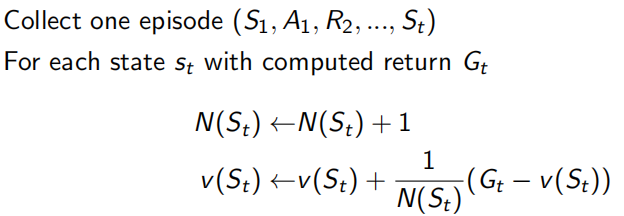 Collect one episode (S₁, A₁, R₂, ..., Sₜ)
For each state sₜ with computed return Gₜ
N(Sₜ) ←N(Sₜ) + 1
v(Sₜ) ←v(Sₜ) + 1/N(Sₜ) (Gₜ − v(Sₜ))